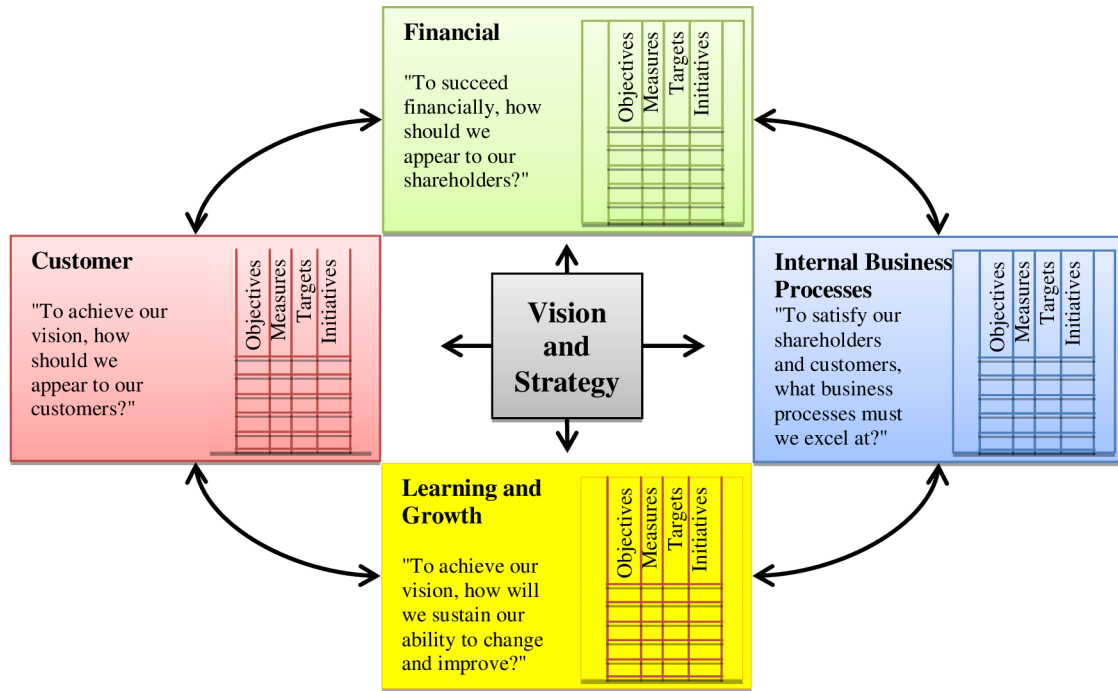 Financial
"To succeed
financially, how
should we
appear to our
shareholders?"
Objectives
Measures
Targets
Initiatives
Customer
"To achieve our
vision, how
should we
appear to our
customers?"
Objectives
Measures
Targets
Initiatives
Vision
and
Strategy
Internal Business
Processes
"To satisfy our
shareholders
and customers,
what business
processes must
we excel at?"
Objectives
Measures
Targets
Initiatives
Learning and
Growth
"To achieve our
vision, how will
we sustain our
ability to change
and improve?"
Objectives
Measures
Targets
Initiatives